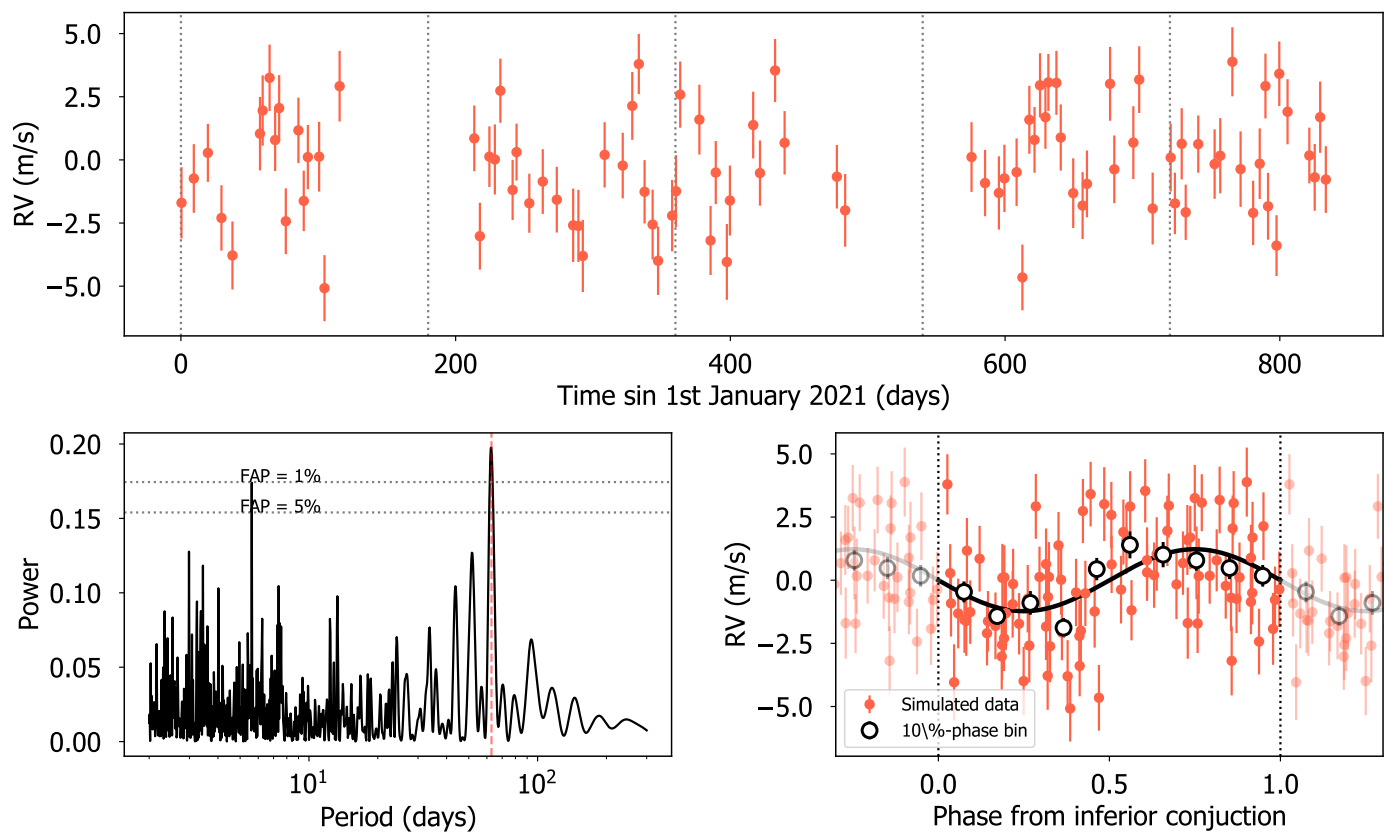 5.0
2.5
0.0
−2.5
−5.0
RV (m/s)
0
200
400
600
800
Time sin 1st January 2021 (days)
0.20
0.15
0.10
0.05
0.00
Power
FAP = 1%
FAP = 5%
10¹
10²
Period (days)
5.0
2.5
0.0
−2.5
−5.0
RV (m/s)
Simulated data
10\%-phase bin
0.0
0.5
1.0
Phase from inferior conjuction